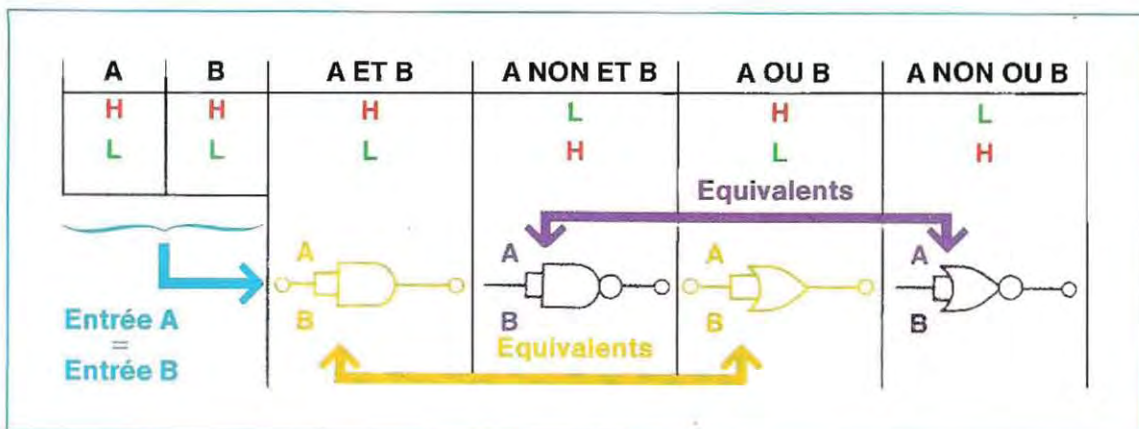 A B A ET B A NON ET B A OU B A NON OU B
H H H L H L
L L L H L H
Equivalents
A A A A
B B B B
Entrée A
=
Entrée B
Equivalents